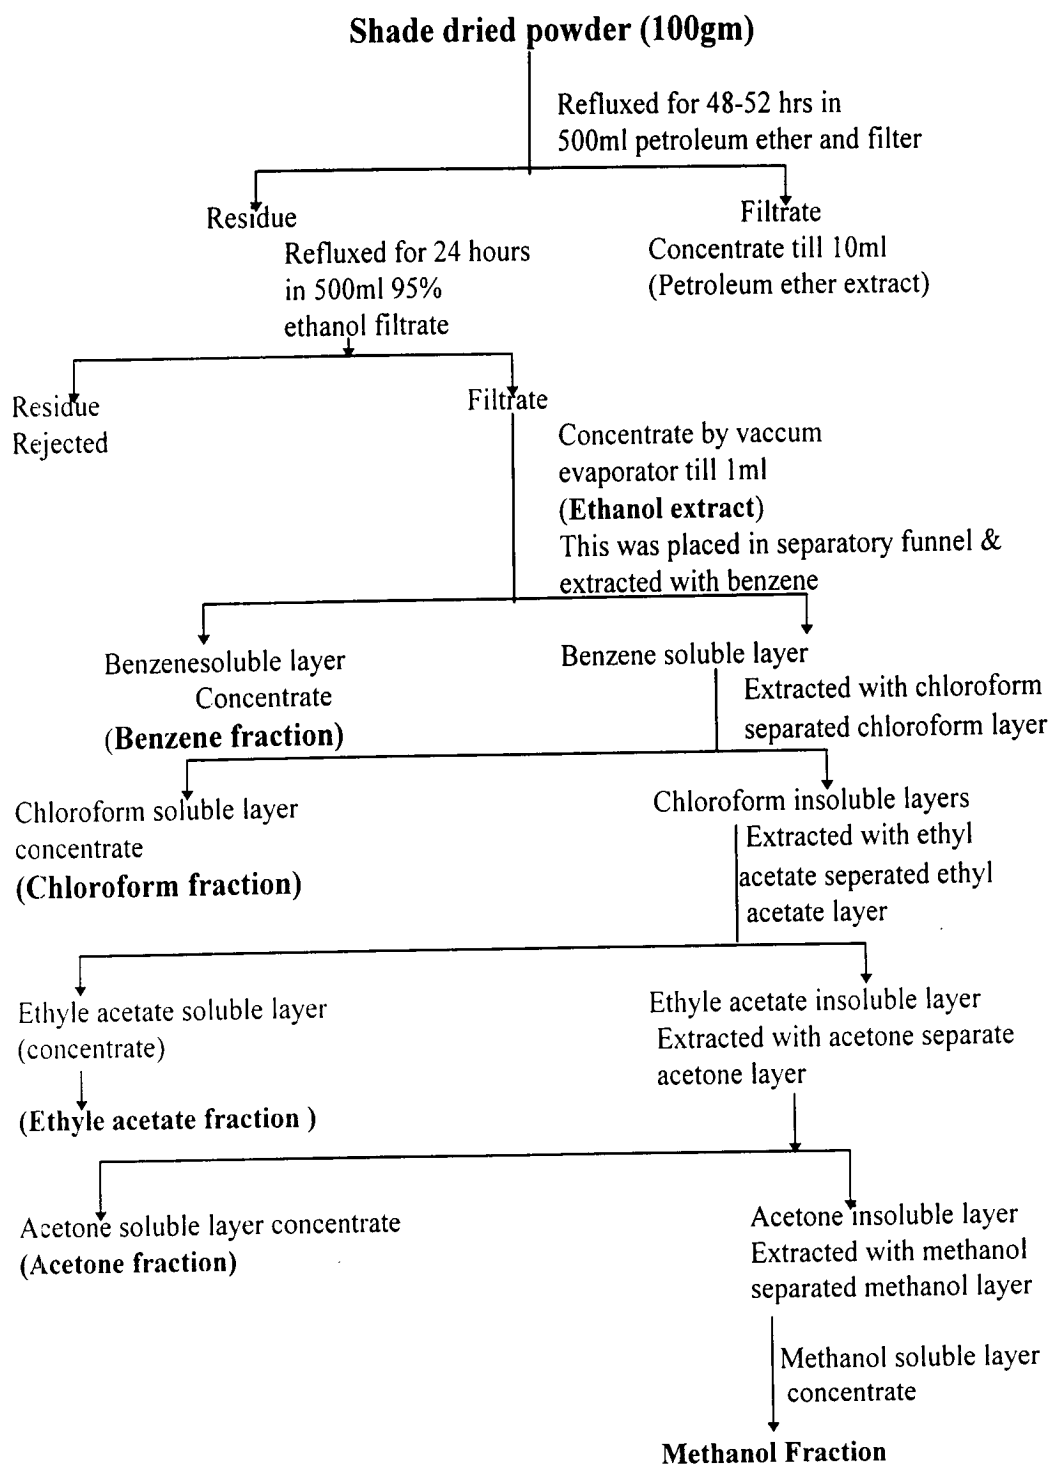 Shade dried powder (100gm)
Refluxed for 48-52 hrs in
500ml petroleum ether and filter
Residue
Filtrate
Refluxed for 24 hours
in 500ml 95%
ethanol filtrate
Concentrate till 10ml
(Petroleum ether extract)
Residue
Rejected
Filtrate
Concentrate by vaccum
evaporator till 1ml
(Ethanol extract)
This was placed in separatory funnel &
extracted with benzene
Benzenesoluble layer
Concentrate
(Benzene fraction)
Benzene soluble layer
Extracted with chloroform
separated chloroform layer
Chloroform soluble layer
concentrate
(Chloroform fraction)
Chloroform insoluble layers
Extracted with ethyl
acetate seperated ethyl
acetate layer
Ethyle acetate soluble layer
(concentrate)
(Ethyle acetate fraction )
Ethyle acetate insoluble layer
Extracted with acetone separate
acetone layer
Acetone soluble layer concentrate
(Acetone fraction)
Acetone insoluble layer
Extracted with methanol
separated methanol layer
Methanol soluble layer
concentrate
Methanol Fraction